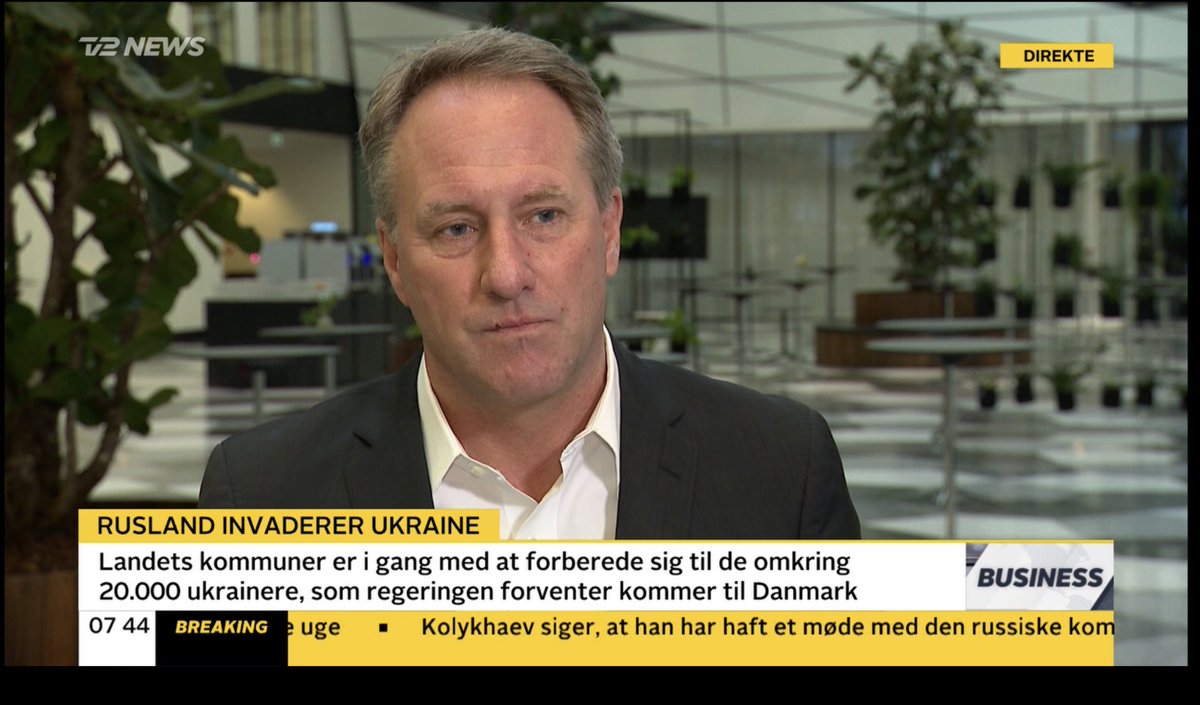 TV2 NEWS
DIREKTE
RUSLAND INVADERER UKRAINE
Landets kommuner er i gang med at forberede sig til de omkring
20.000 ukrainere, som regeringen forventer kommer til Danmark
BUSINESS
07 44 BREAKING e uge ▪ Kolykhaev siger, at han har haft et møde med den russiske kom